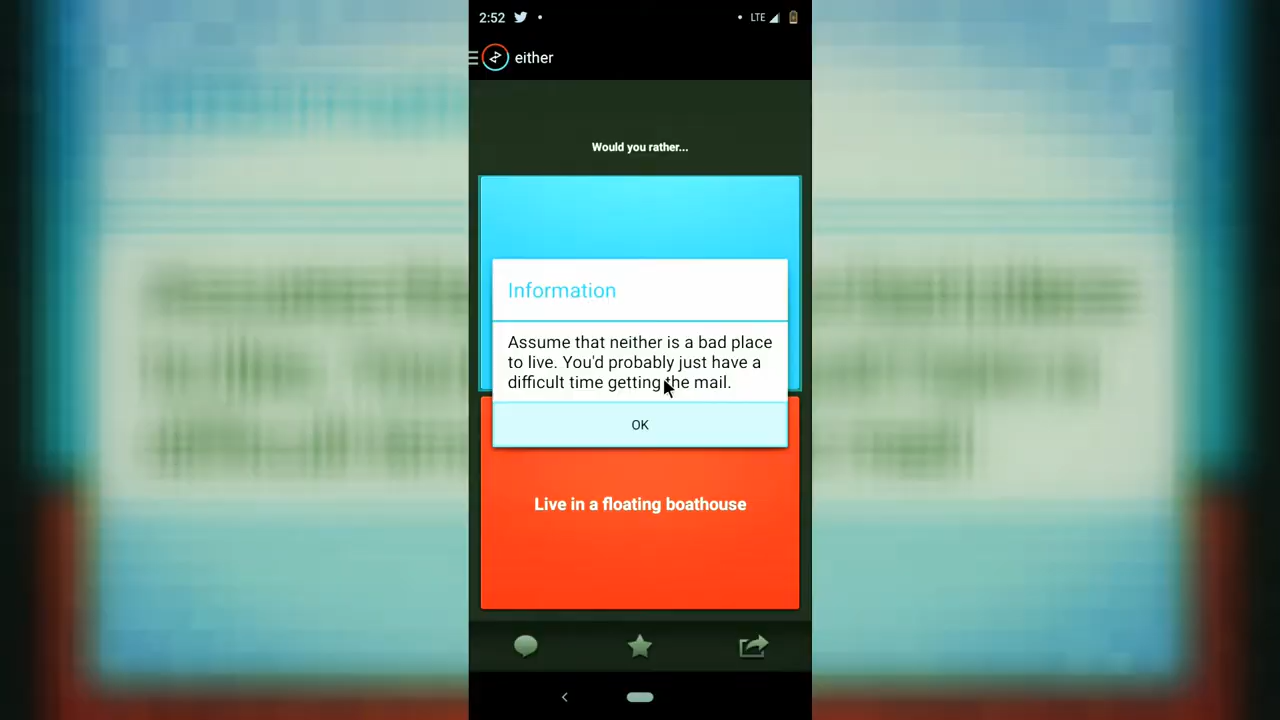 2:52
LTE
either
Would you rather...
Information
Assume that neither is a bad place
to live. You'd probably just have a
difficult time getting the mail.
OK
Live in a floating boathouse